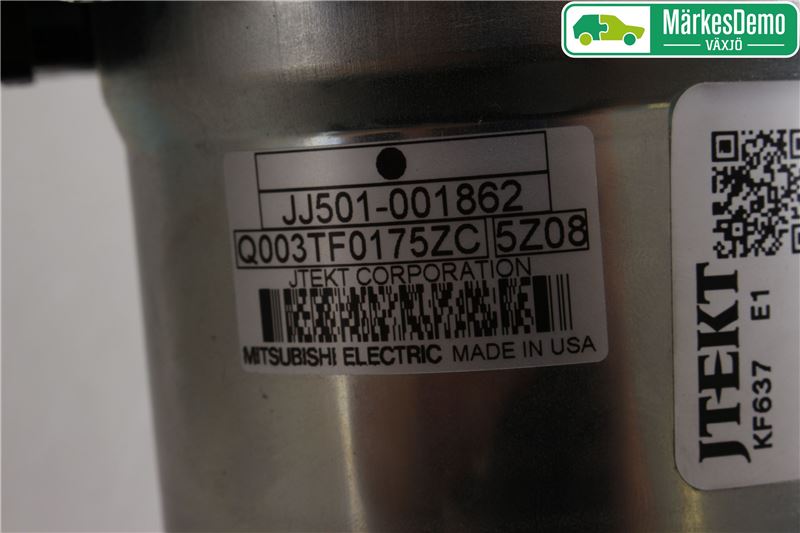 MärkesDemo
VÄXJÖ
JJ501-001862
Q003TF0175ZC 5Z08
JTEKT CORPORATION
MITSUBISHI ELECTRIC MADE IN USA
JTEKT
KF637 E1